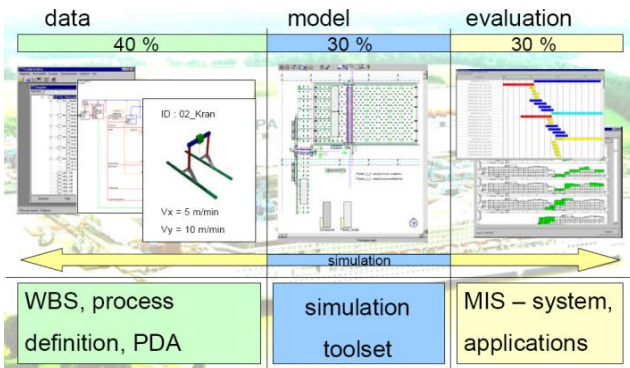 data
model
evaluation
40 %
30 %
30 %
ID : 02_Kran
Vx = 5 m/min
Vy = 10 m/min
simulation
WBS, process
definition, PDA
simulation
toolset
MIS – system,
applications